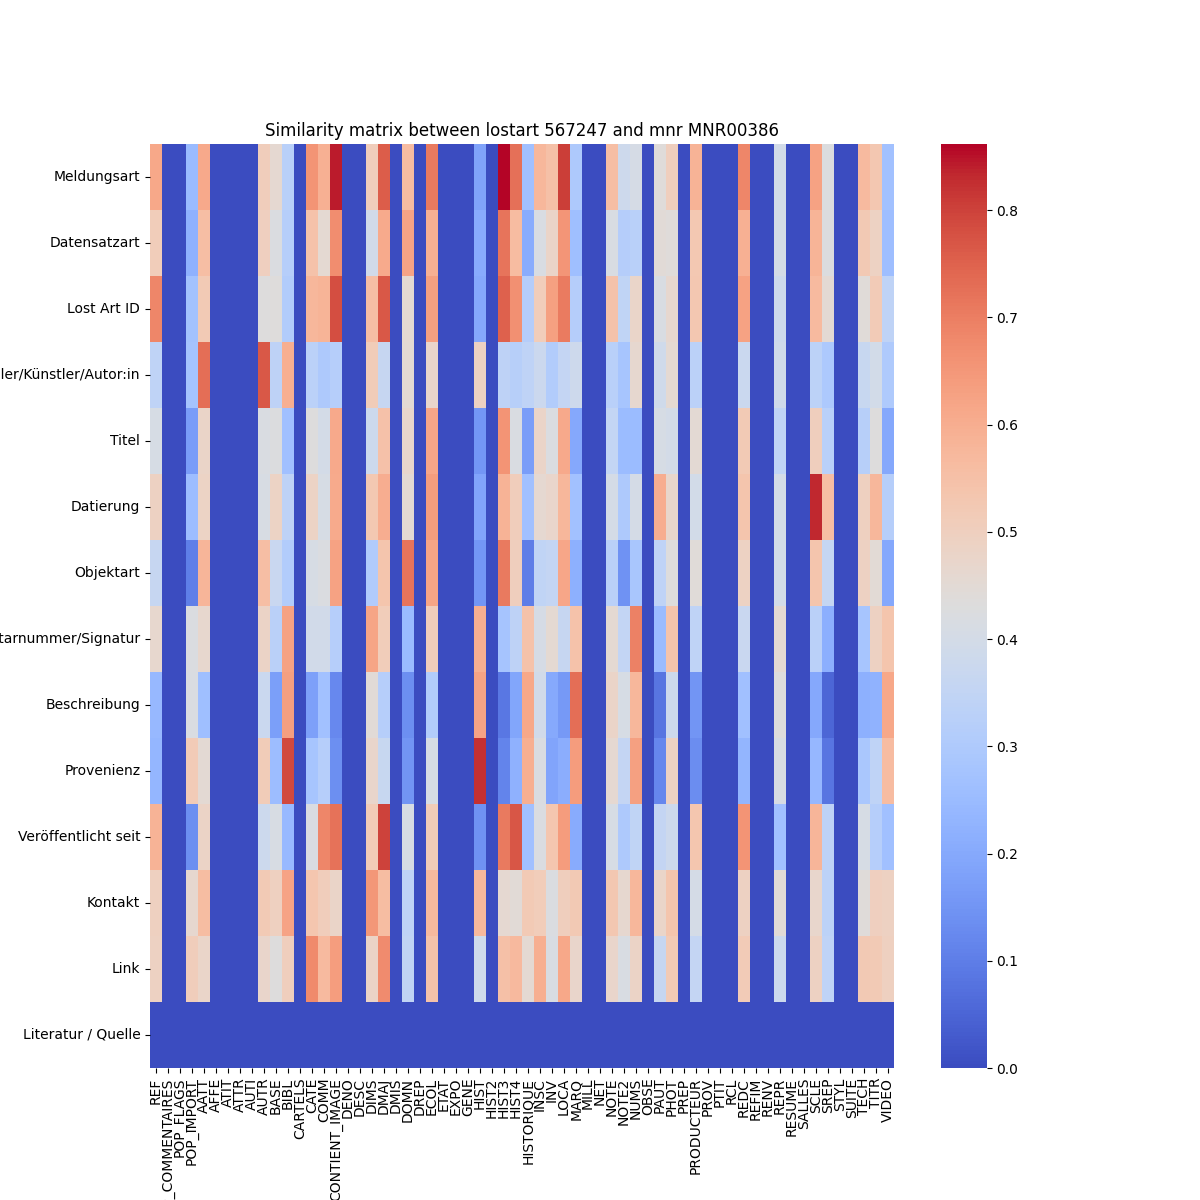 Similarity matrix between lostart 567247 and mnr MNR00386
Meldungsart
Datensatzart
Lost Art ID
ler/Künstler/Autor:in
Titel
Datierung
Objektart
tarnummer/Signatur
Beschreibung
Provenienz
Veröffentlicht seit
Kontakt
Link
Literatur / Quelle
REF
_COMMENTAIRES
POP_FLAGS
POP_IMPORT
AATT
AFFE
ATIT
ATTR
AUTI
AUTR
BASE
BIBL
CARTELS
CATE
COMM
CONTIENT_IMAGE
DENO
DESC
DIMS
DMAJ
DMIS
DOMN
DREP
ECOL
ETAT
EXPO
GENE
HIST
HIST2
HIST3
HIST4
HISTORIQUE
INSC
INV
LOCA
MARQ
MILL
NET
NOTE
NOTE2
NUMS
OBSE
PAUT
PHOT
PREP
PRODUCTEUR
PROV
PTIT
RCL
REDC
REFIM
RENV
REPR
RESUME
SALLES
SCLE
SREP
STYL
SUITE
TECH
TITR
VIDEO
0.8
0.7
0.6
0.5
0.4
0.3
0.2
0.1
0.0